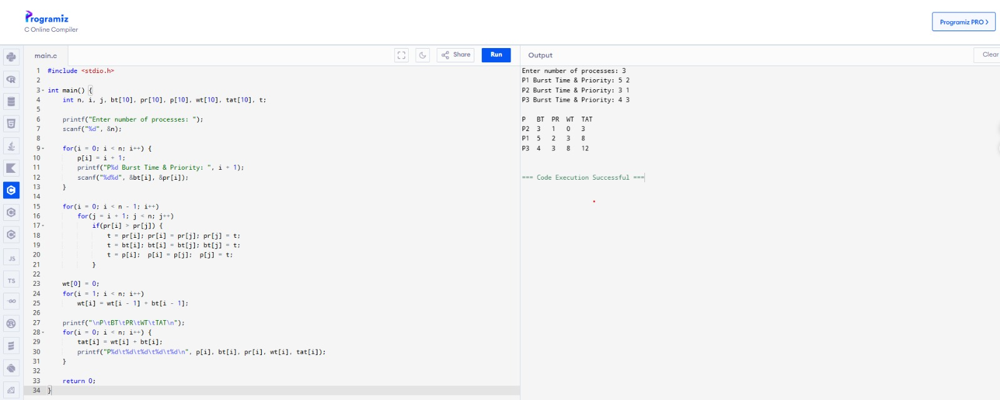 Programiz
C Online Compiler
Programiz PRO >
main.c
Share
Run
Output
Clear
1 #include <stdio.h>
2
3 int main() {
4 int n, i, j, bt[10], pr[10], p[10], wt[10], tat[10], t;
5
6 printf("Enter number of processes: ");
7 scanf("%d", &n);
8
9 for(i = 0; i < n; i++) {
10 p[i] = i + 1;
11 printf("P%d Burst Time & Priority: ", i + 1);
12 scanf("%d%d", &bt[i], &pr[i]);
13 }
14
15 for(i = 0; i < n - 1; i++)
16 for(j = i + 1; j < n; j++)
17 if(pr[i] > pr[j]) {
18 t = pr[i]; pr[i] = pr[j]; pr[j] = t;
19 t = bt[i]; bt[i] = bt[j]; bt[j] = t;
20 t = p[i];  p[i] = p[j];  p[j] = t;
21 }
22
23 wt[0] = 0;
24 for(i = 1; i < n; i++)
25 wt[i] = wt[i - 1] + bt[i - 1];
26
27 printf("\nP\tBT\tPR\tWT\tTAT\n");
28 for(i = 0; i < n; i++) {
29 tat[i] = wt[i] + bt[i];
30 printf("P%d\t%d\t%d\t%d\t%d\n", p[i], bt[i], pr[i], wt[i], tat[i]);
31 }
32
33 return 0;
34 }
Enter number of processes: 3
P1 Burst Time & Priority: 5 2
P2 Burst Time & Priority: 3 1
P3 Burst Time & Priority: 4 3
P BT PR WT TAT
P2 3 1 0 3
P1 5 2 3 8
P3 4 3 8 12
=== Code Execution Successful ===
JS
TS
GO